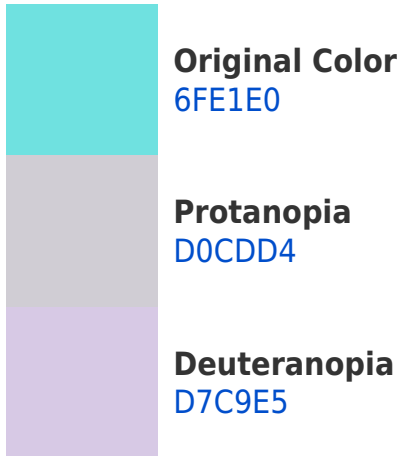 Original Color
6FE1E0
Protanopia
D0CDD4
Deuteranopia
D7C9E5